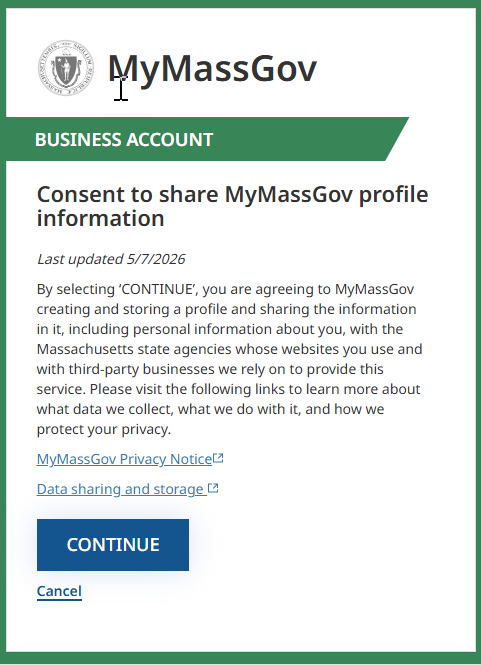 MyMassGov
BUSINESS ACCOUNT
Consent to share MyMassGov profile
information
Last updated 5/7/2026
By selecting ‘CONTINUE’, you are agreeing to MyMassGov
creating and storing a profile and sharing the information
in it, including personal information about you, with the
Massachusetts state agencies whose websites you use and
with third-party businesses we rely on to provide this
service. Please visit the following links to learn more about
what data we collect, what we do with it, and how we
protect your privacy.
MyMassGov Privacy Notice
Data sharing and storage
CONTINUE
Cancel